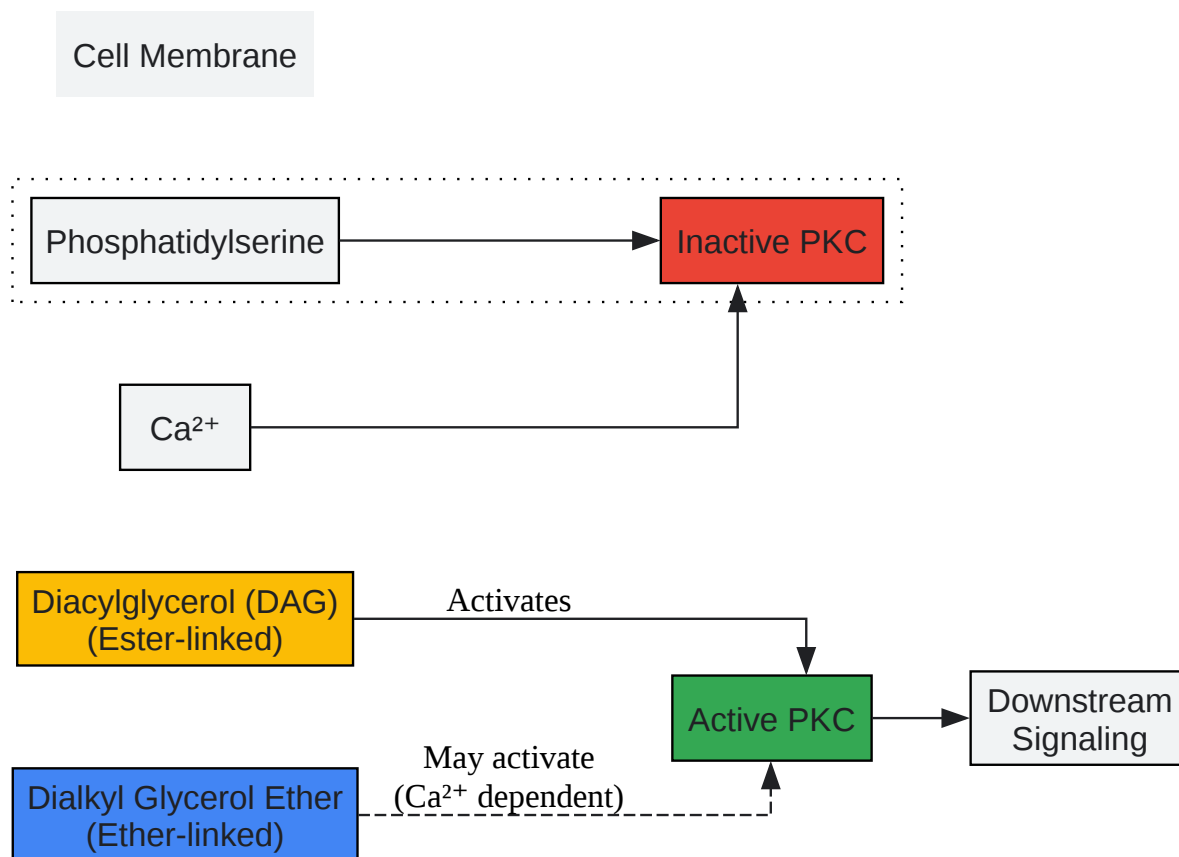 Cell Membrane
Phosphatidylserine
Inactive PKC
Ca²⁺
Diacylglycerol (DAG)
(Ester-linked)
Activates
Active PKC
Downstream
Signaling
May activate
(Ca²⁺ dependent)
Dialkyl Glycerol Ether
(Ether-linked)